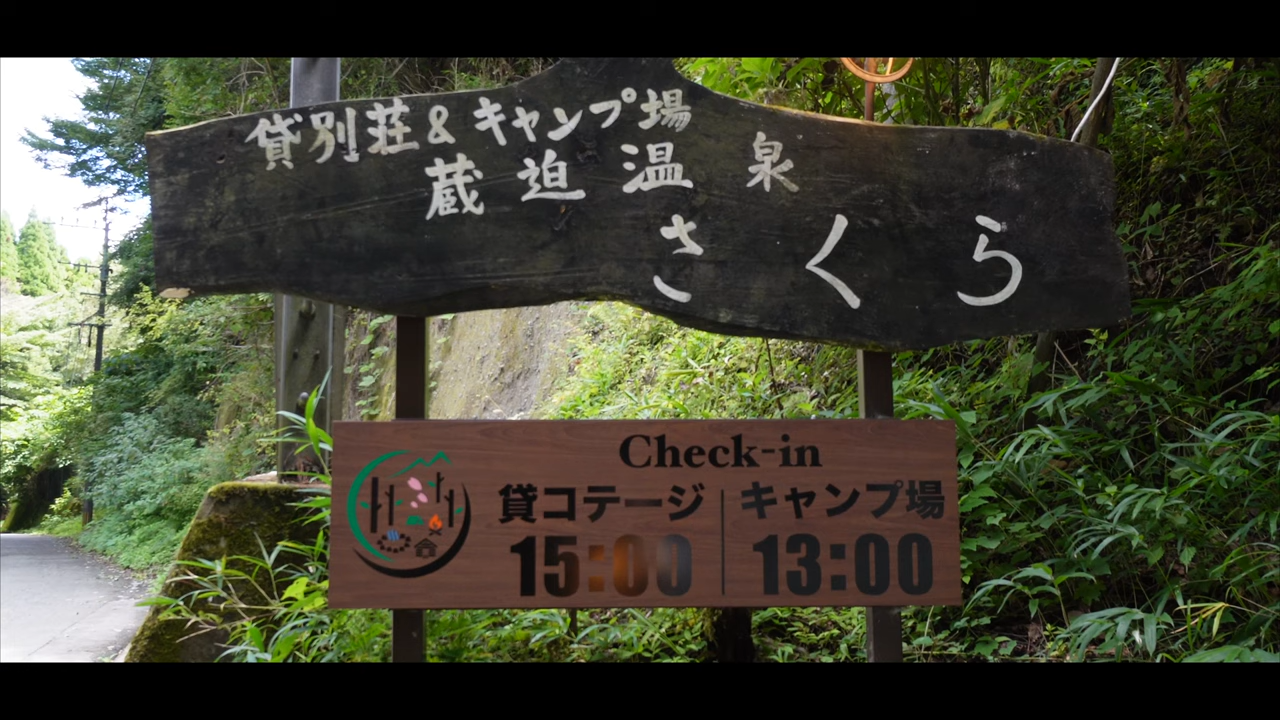 貸別荘&キャンプ場
蔵迫温泉
さくら
Check-in
貸コテージ
15:00
キャンプ場
13:00